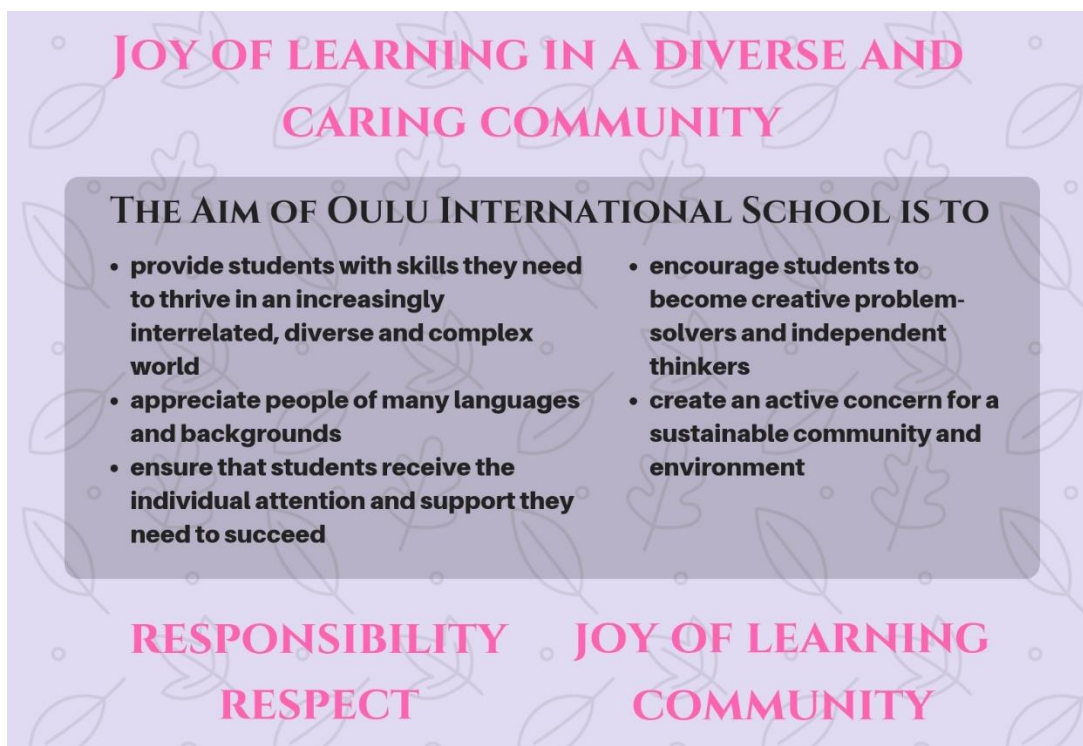 Joy of learning in a diverse and
caring community
The Aim of Oulu International School is to
• provide students with skills they need
to thrive in an increasingly
interrelated, diverse and complex
world
• appreciate people of many languages
and backgrounds
• ensure that students receive the
individual attention and support they
need to succeed
• encourage students to
become creative problem-
solvers and independent
thinkers
• create an active concern for a
sustainable community and
environment
RESPONSIBILITY
RESPECT
JOY OF LEARNING
COMMUNITY